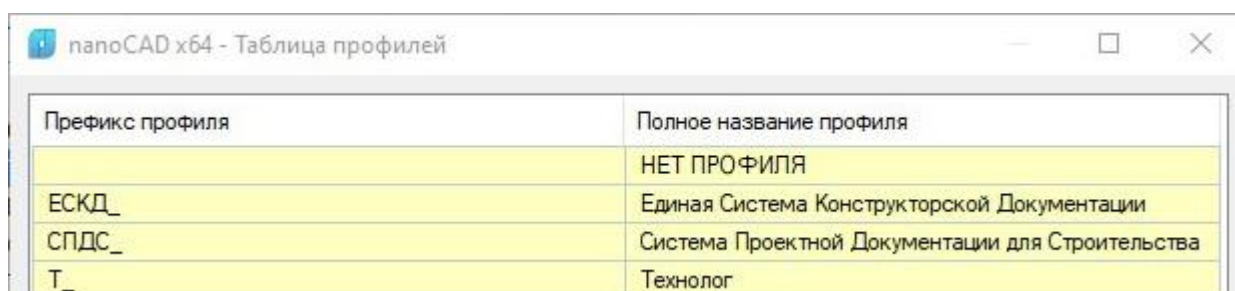 nanoCAD x64 - Таблица профилей
Префикс профиля Полное название профиля
НЕТ ПРОФИЛЯ
ЕСКД_ Единая Система Конструкторской Документации
СПДС_ Система Проектной Документации для Строительства
Т_ Технолог